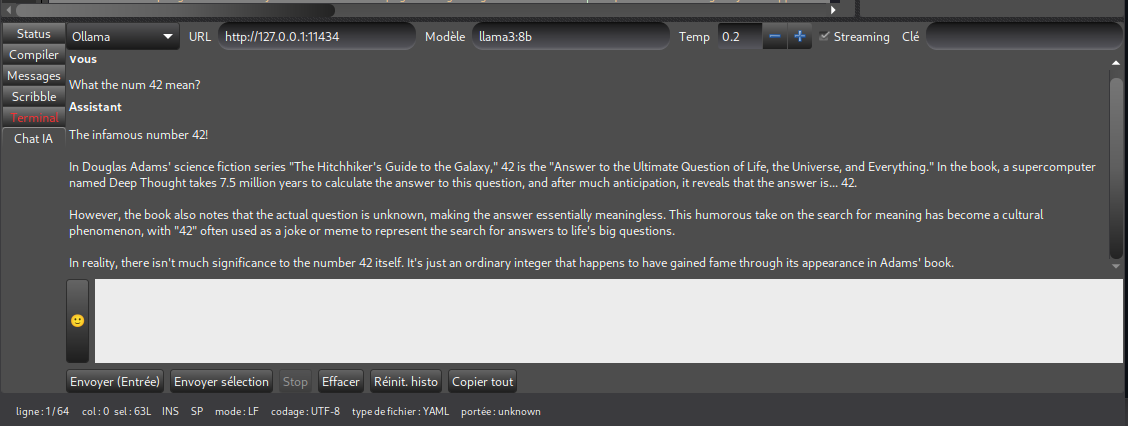 Status
Ollama
URL
http://127.0.0.1:11434
Modèle
llama3:8b
Temp
0.2
Streaming
Clé
Compiler
Messages
Scribble
Terminal
Chat IA
Vous
What the num 42 mean?
Assistant
The infamous number 42!
In Douglas Adams' science fiction series "The Hitchhiker's Guide to the Galaxy," 42 is the "Answer to the Ultimate Question of Life, the Universe, and Everything." In the book, a supercomputer
named Deep Thought takes 7.5 million years to calculate the answer to this question, and after much anticipation, it reveals that the answer is... 42.
However, the book also notes that the actual question is unknown, making the answer essentially meaningless. This humorous take on the search for meaning has become a cultural
phenomenon, with "42" often used as a joke or meme to represent the search for answers to life's big questions.
In reality, there isn't much significance to the number 42 itself. It's just an ordinary integer that happens to have gained fame through its appearance in Adams' book.
Envoyer (Entrée)
Envoyer sélection
Stop
Effacer
Réinit. histo
Copier tout
ligne : 1/ 64 col : 0 sel : 63L INS SP mode : LF codage : UTF-8 type de fichier : YAML portée : unknown